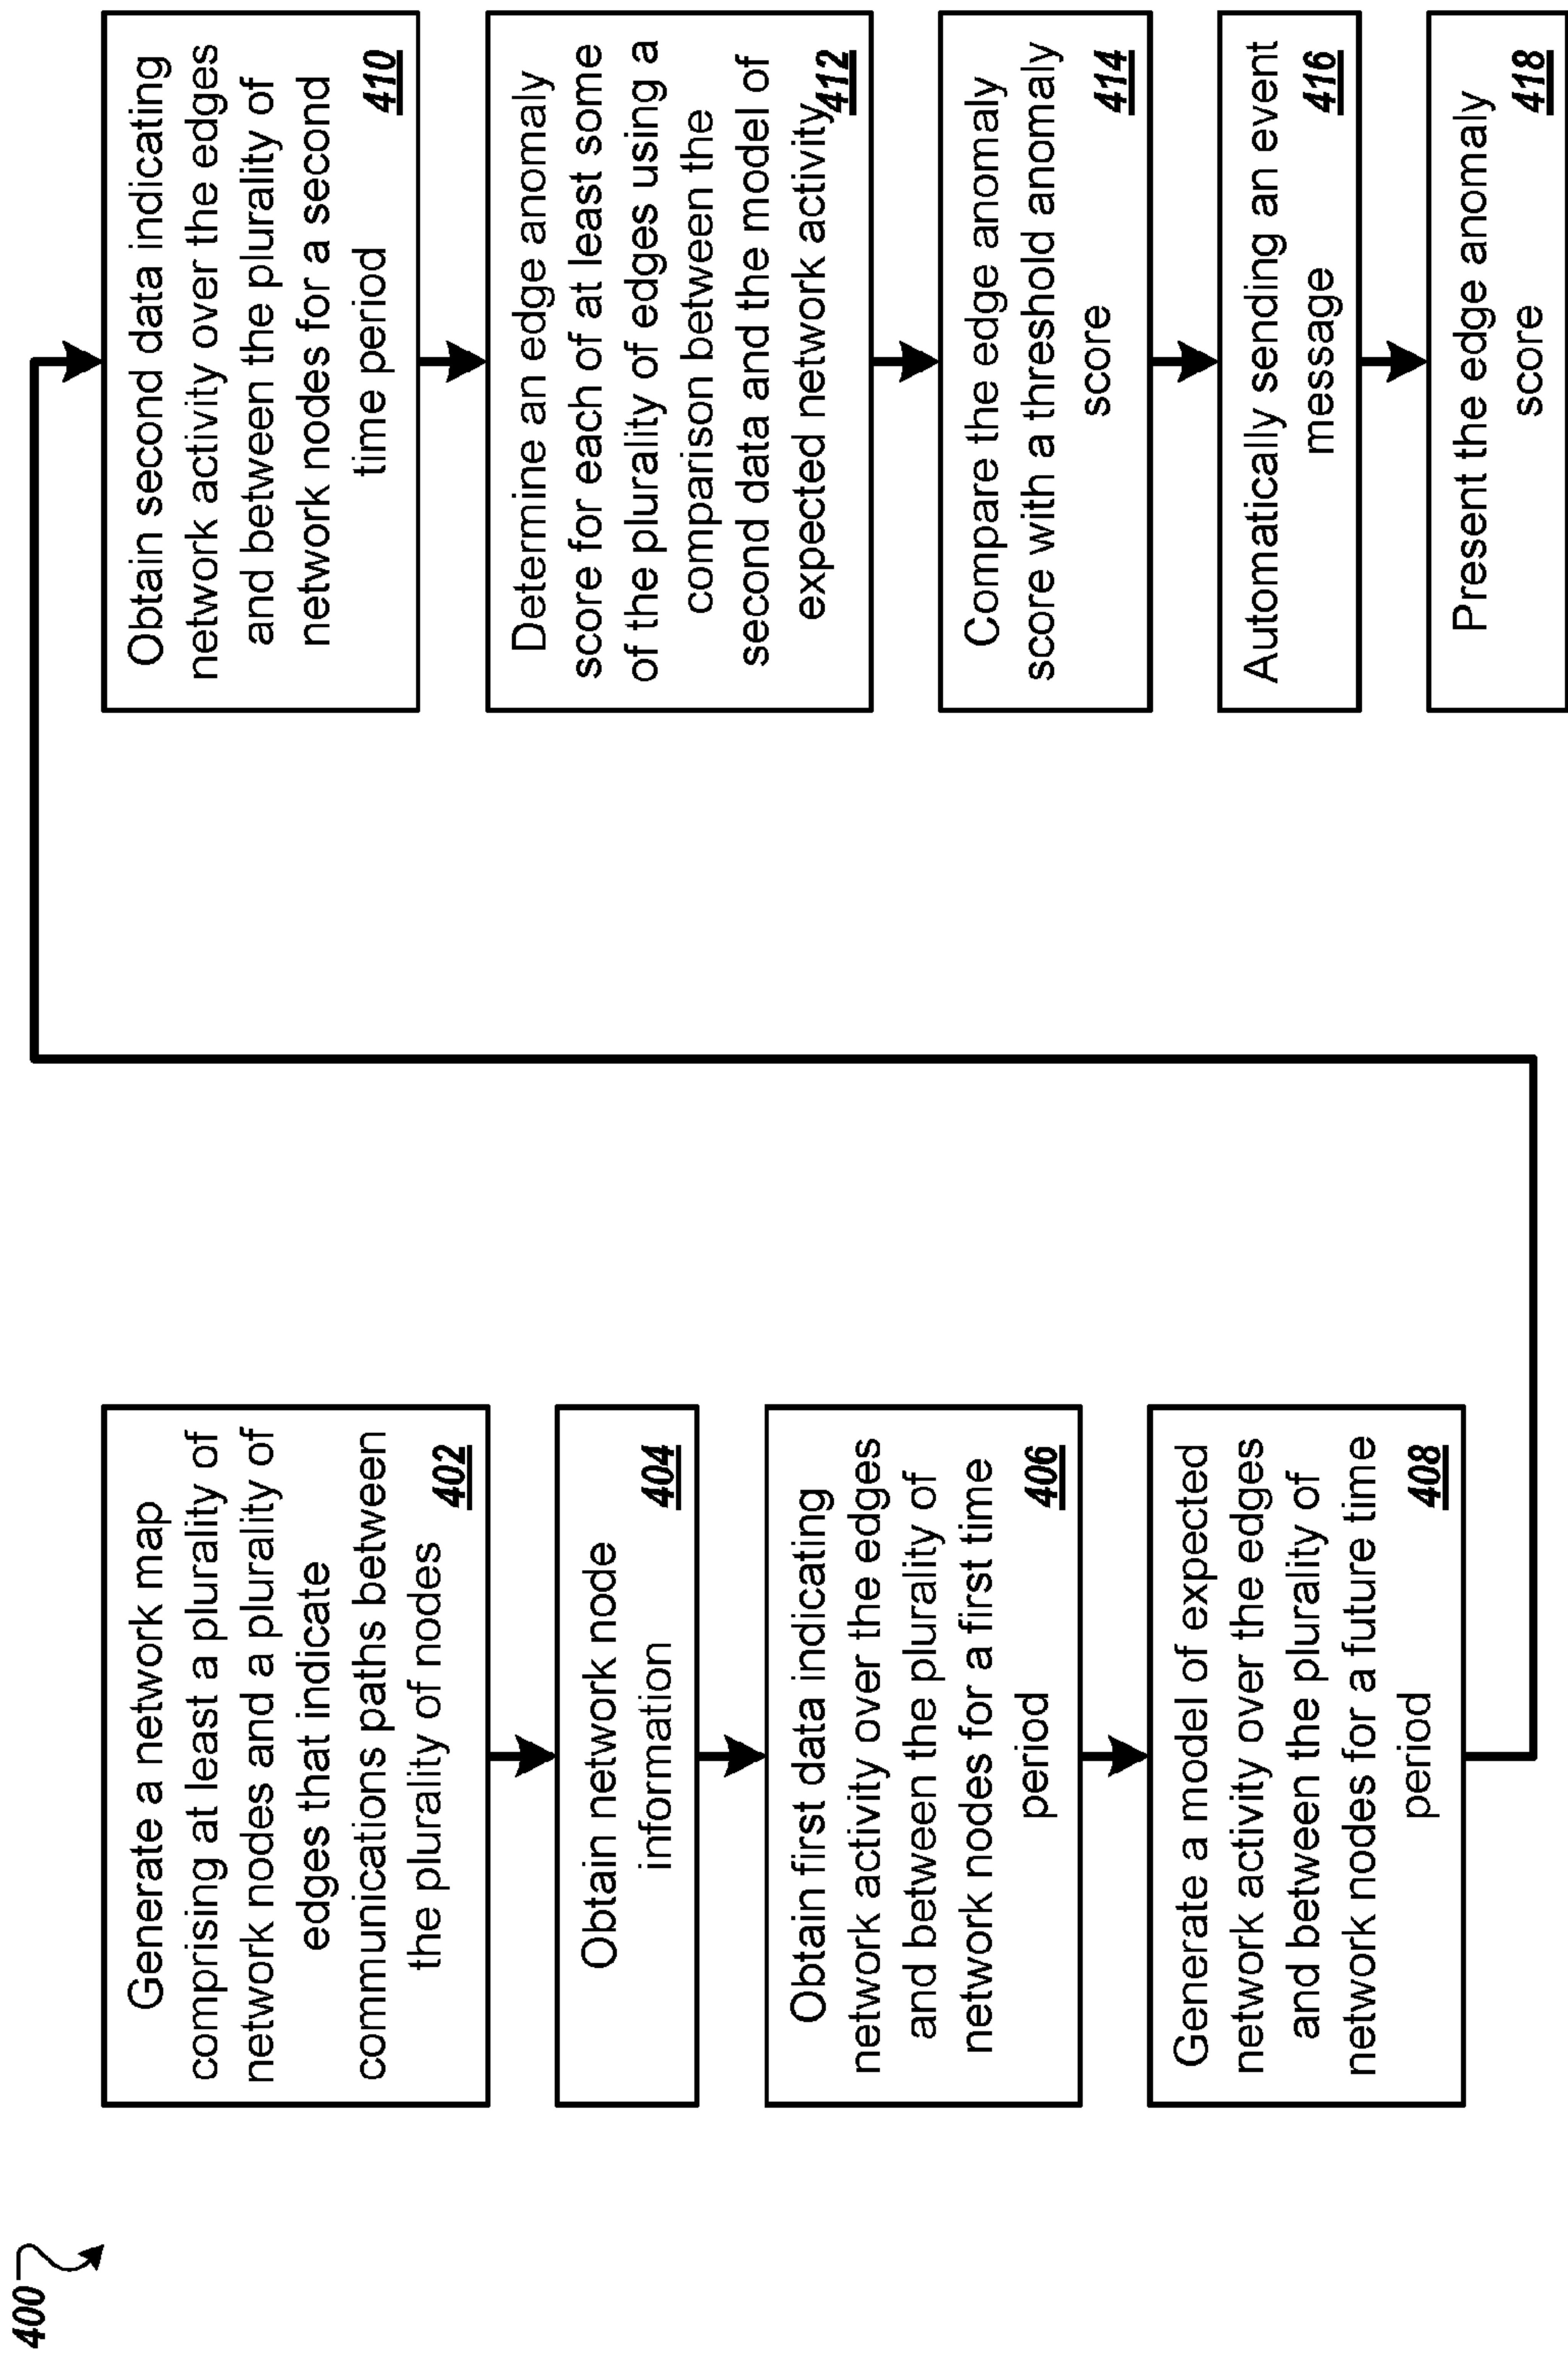 400
Generate a network map
comprising at least a plurality of
network nodes and a plurality of
edges that indicate
communications paths between
the plurality of nodes
402
Obtain network node
information
404
Obtain first data indicating
network activity over the edges
and between the plurality of
network nodes for a first time
period
406
Generate a model of expected
network activity over the edges
and between the plurality of
network nodes for a future time
period
408
Obtain second data indicating
network activity over the edges
and between the plurality of
network nodes for a second
time period
410
Determine an edge anomaly
score for each of at least some
of the plurality of edges using a
comparison between the
second data and the model of
expected network activity
412
Compare the edge anomaly
score with a threshold anomaly
score
414
Automatically sending an event
message
416
Present the edge anomaly
score
418